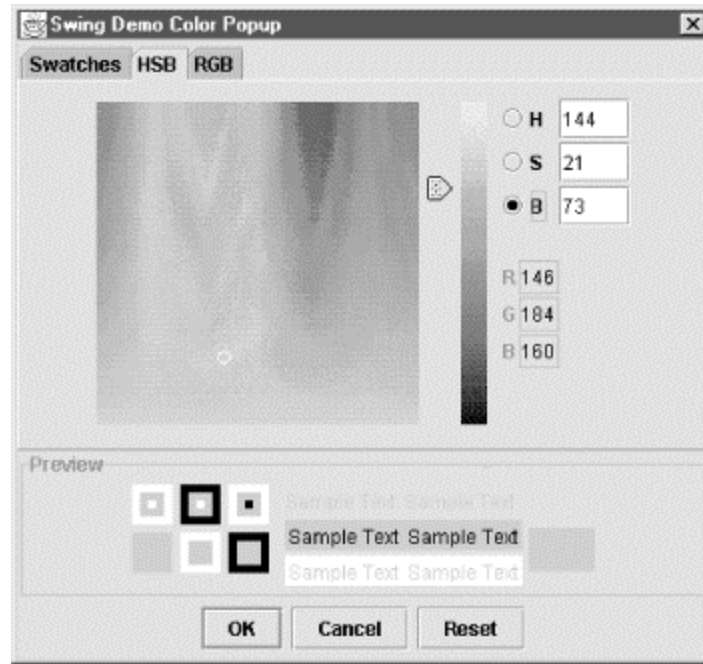 Swing Demo Color Popup
Swatches HSB RGB
H 144
S 21
B 73
R 146
G 184
B 160
Preview
Sample Text Sample Text
Sample Text Sample Text
Sample Text Sample Text
OK Cancel Reset